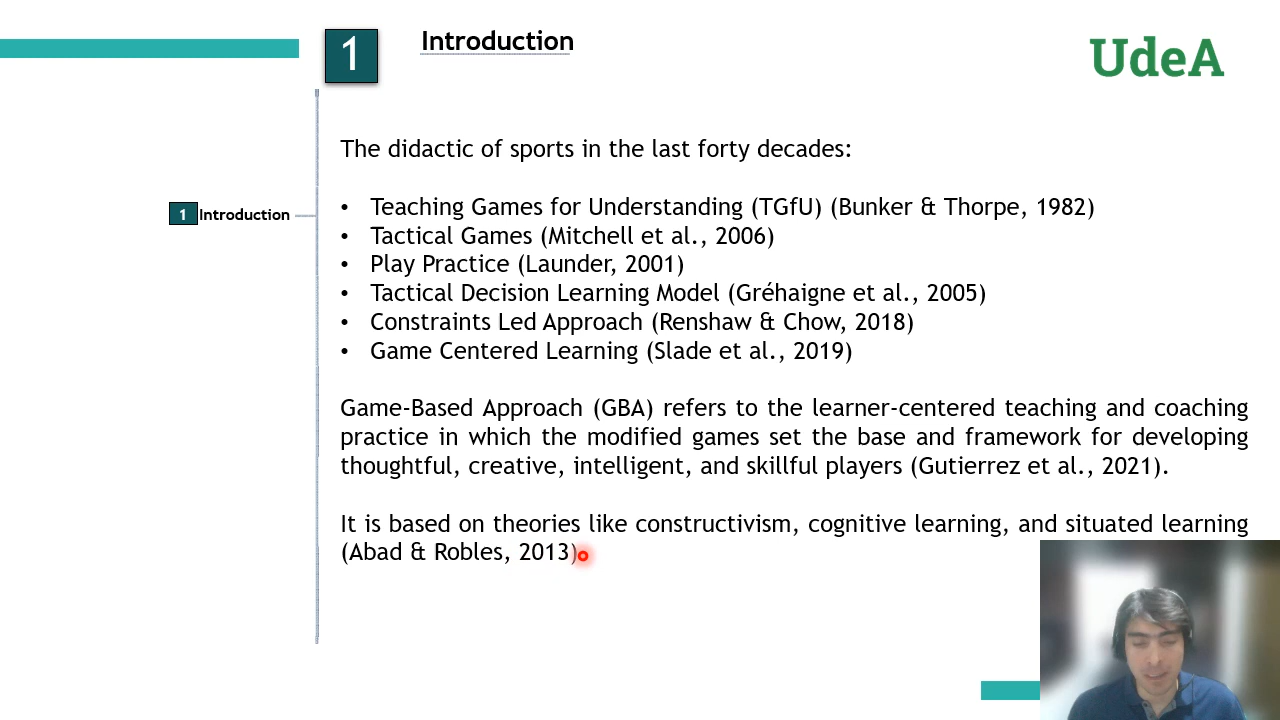 1
Introduction
UdeA
The didactic of sports in the last forty decades:
1 Introduction
• Teaching Games for Understanding (TGfU) (Bunker & Thorpe, 1982)
• Tactical Games (Mitchell et al., 2006)
• Play Practice (Launder, 2001)
• Tactical Decision Learning Model (Gréhaigne et al., 2005)
• Constraints Led Approach (Renshaw & Chow, 2018)
• Game Centered Learning (Slade et al., 2019)
Game-Based Approach (GBA) refers to the learner-centered teaching and coaching
practice in which the modified games set the base and framework for developing
thoughtful, creative, intelligent, and skillful players (Gutierrez et al., 2021).
It is based on theories like constructivism, cognitive learning, and situated learning
(Abad & Robles, 2013)